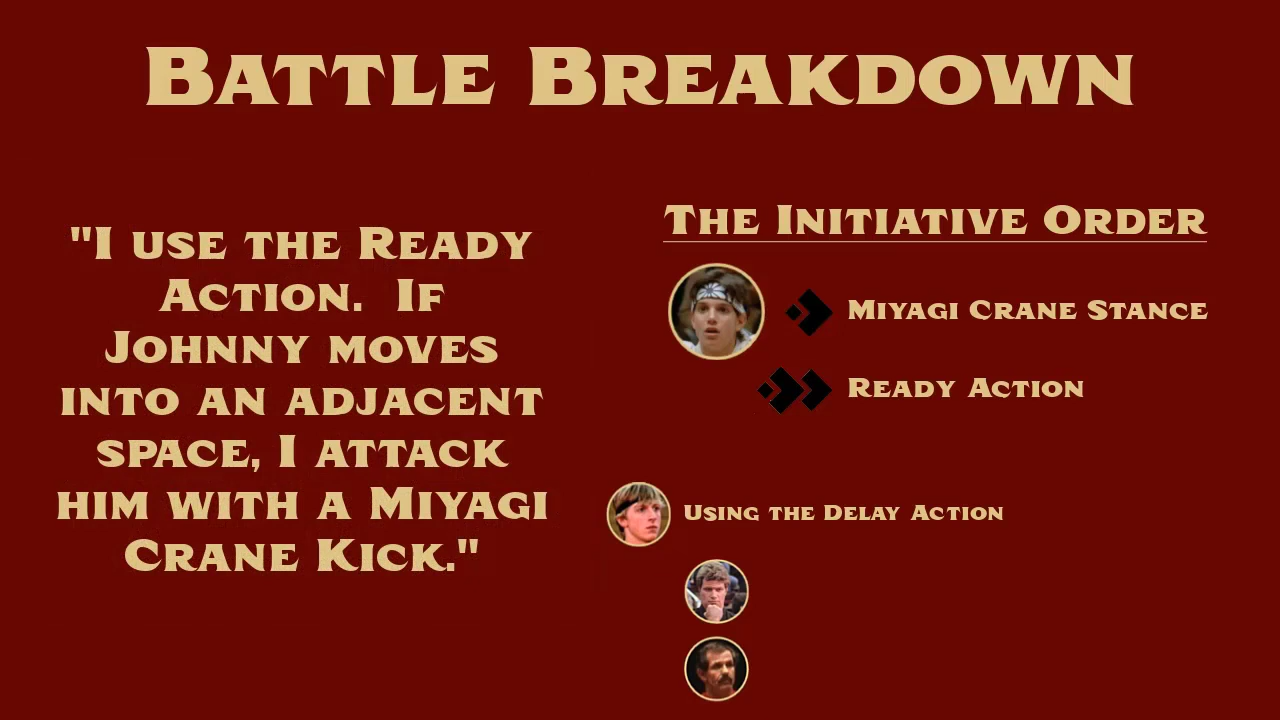 Battle Breakdown
"I use the Ready
Action.  If
Johnny moves
into an adjacent
space, I attack
him with a Miyagi
Crane Kick."
The Initiative Order
Miyagi Crane Stance
Ready Action
Using the Delay Action